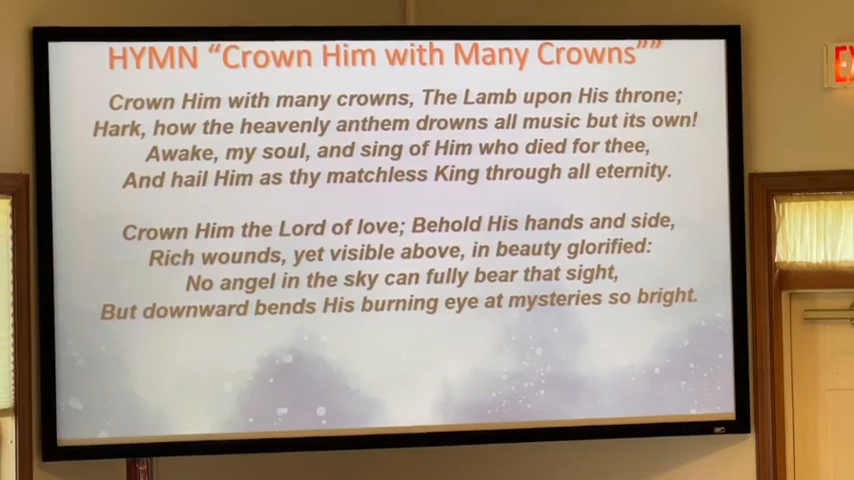 HYMN “Crown Him with Many Crowns””
Crown Him with many crowns, The Lamb upon His throne;
Hark, how the heavenly anthem drowns all music but its own!
Awake, my soul, and sing of Him who died for thee,
And hail Him as thy matchless King through all eternity.
Crown Him the Lord of love; Behold His hands and side,
Rich wounds, yet visible above, in beauty glorified:
No angel in the sky can fully bear that sight,
But downward bends His burning eye at mysteries so bright.